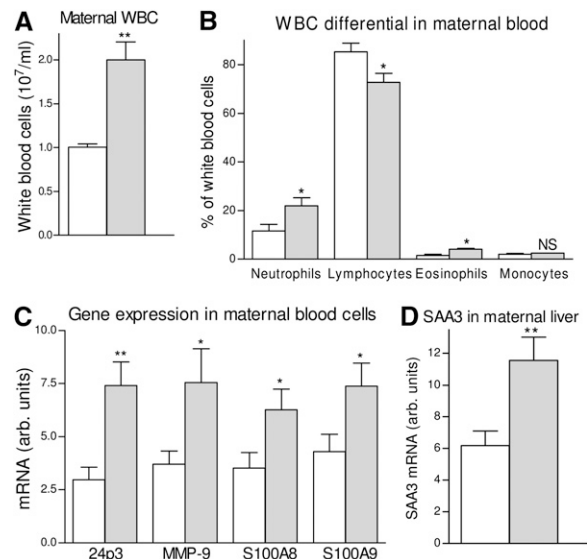 A Maternal WBC
White blood cells (10⁷/ml)
2.0
1.5
1.0
0.5
0.0
**
B WBC differential in maternal blood
% of white blood cells
80
60
40
20
0
*
*
*
NS
Neutrophils Lymphocytes Eosinophils Monocytes
C Gene expression in maternal blood cells
mRNA (arb. units)
10.0
7.5
5.0
2.5
0.0
**
*
*
*
24p3 MMP-9 S100A8 S100A9
D SAA3 in maternal liver
SAA3 mRNA (arb. units)
12
10
8
6
4
2
0
**